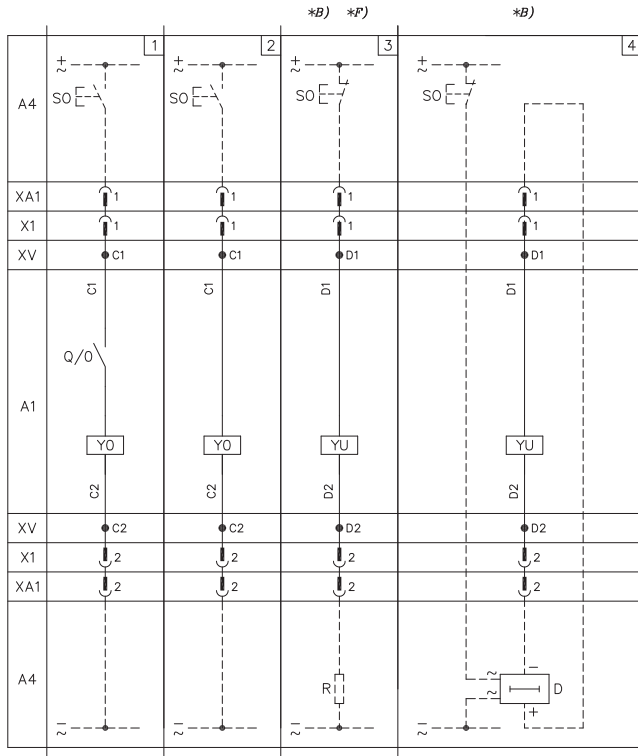 *B) *F) *B)
1 2 3 4
+ + + +
~ ~ ~ ~
A4 SO SO SO SO
XA1 1 1 1 1
X1 1 1 1 1
XV C1 C1 D1 D1
C1 C1 D1 D1
Q/0
A1
YO YO YU YU
C2 C2 D2 D2
XV C2 C2 D2 D2
X1 2 2 2 2
XA1 2 2 2 2
~ −
A4 R ~ D
+
− − − −
~ ~ ~ ~